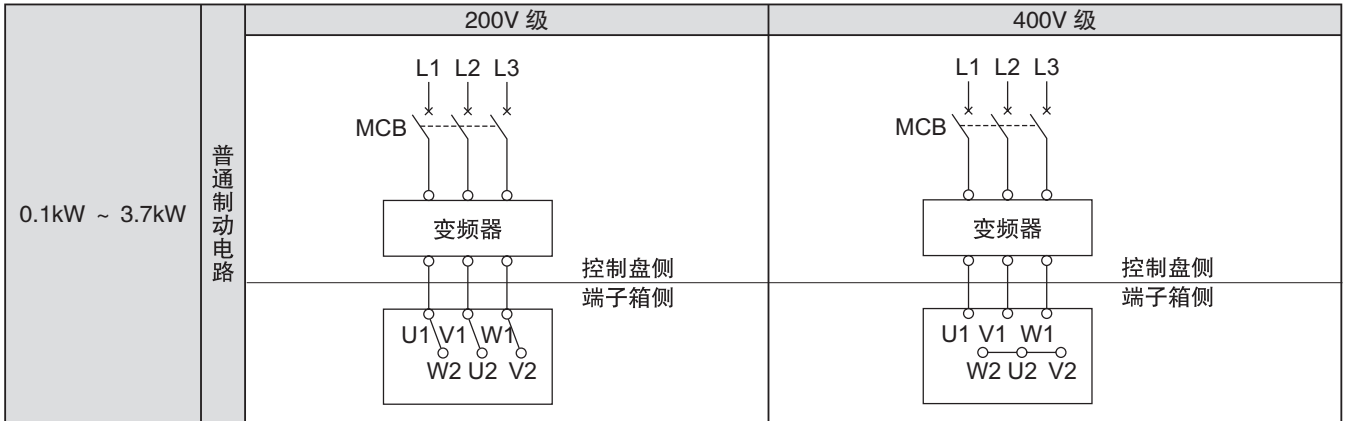 200V 级
400V 级
0.1kW ~ 3.7kW
普通制动电路
L1 L2 L3
MCB
变频器
控制盘侧
端子箱侧
U1 V1 W1
W2 U2 V2
L1 L2 L3
MCB
变频器
控制盘侧
端子箱侧
U1 V1 W1
W2 U2 V2